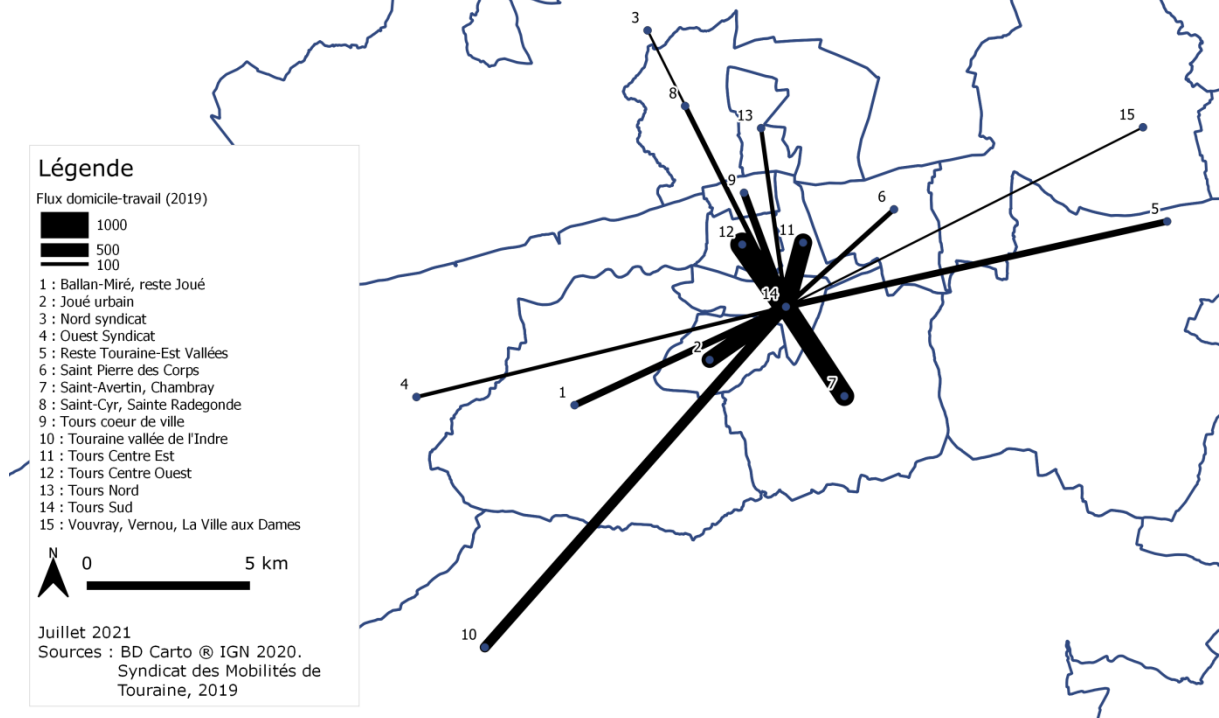 3
8
13
15
9
6
5
12
11
14
2
7
4
1
10
Légende
Flux domicile-travail (2019)
1000
500
100
1 : Ballan-Miré, reste Joué
2 : Joué urbain
3 : Nord syndicat
4 : Ouest Syndicat
5 : Reste Touraine-Est Vallées
6 : Saint Pierre des Corps
7 : Saint-Avertin, Chambray
8 : Saint-Cyr, Sainte Radegonde
9 : Tours coeur de ville
10 : Touraine vallée de l'Indre
11 : Tours Centre Est
12 : Tours Centre Ouest
13 : Tours Nord
14 : Tours Sud
15 : Vouvray, Vernou, La Ville aux Dames
N
0 5 km
Juillet 2021
Sources : BD Carto ® IGN 2020.
Syndicat des Mobilités de
Touraine, 2019